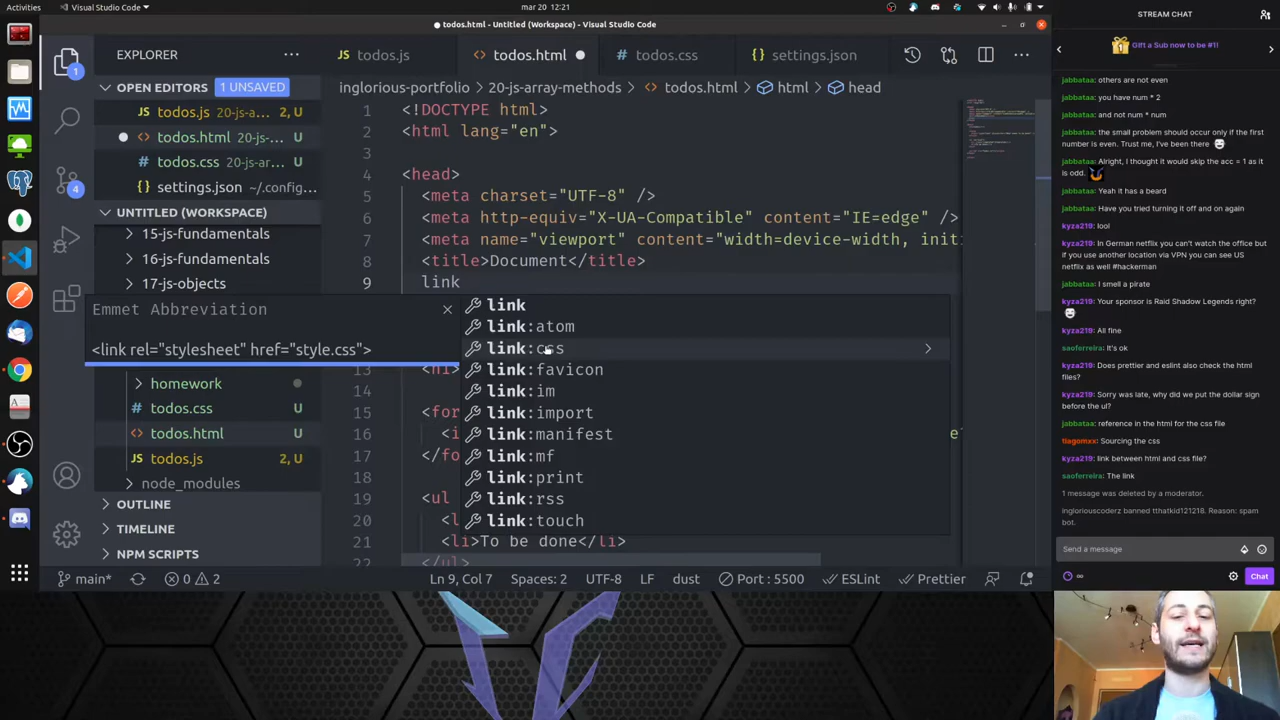 Activities
Visual Studio Code
mar 20 12:21
● todos.html - Untitled (Workspace) - Visual Studio Code
EXPLORER
OPEN EDITORS
1 UNSAVED
todos.js 20-js-a... 2, U
todos.html 20-js-...
todos.css 20-js-ar...
settings.json ~/.config...
UNTITLED (WORKSPACE)
15-js-fundamentals
16-js-fundamentals
17-js-objects
homework
todos.css U
todos.html U
todos.js 2, U
node_modules
OUTLINE
TIMELINE
NPM SCRIPTS
1
4
todos.js
todos.html
todos.css
settings.json
inglorious-portfolio > 20-js-array-methods > todos.html > html > head
1 <!DOCTYPE html>
2 <html lang="en">
3
4 <head>
5 <meta charset="UTF-8" />
6 <meta http-equiv="X-UA-Compatible" content="IE=edge" />
7 <meta name="viewport" content="width=device-width, init
8 <title>Document</title>
9 link
Emmet Abbreviation
<link rel="stylesheet" href="style.css">
link
link:atom
link:css
link:favicon
link:im
link:import
link:manifest
link:mf
link:print
link:rss
link:touch
13
14
15 <for
16 <i
17 </fo
18
19 <ul
20 <l
21 <li>To be done</li>
22 </ul>
main*
0 2
Ln 9, Col 7
Spaces: 2
UTF-8
LF
dust
Port : 5500
ESLint
Prettier
STREAM CHAT
1 Gift a Sub now to be #1!
jabbataa: others are not even
jabbataa: you have num * 2
jabbataa: and not num * num
jabbataa: the small problem should occur only if the first
number is even. Trust me, I've been there
jabbataa: Alright, I thought it would skip the acc = 1 as it
is odd.
jabbataa: Yeah it has a beard
jabbataa: Have you tried turning it off and on again
kyza219: lool
kyza219: In German netflix you can't watch the office but
if you use another location via VPN you can see US
netflix as well #hackerman
jabbataa: I smell a pirate
kyza219: Your sponsor is Raid Shadow Legends right?
kyza219: All fine
saoferreira: It's ok
kyza219: Does prettier and eslint also check the html
files?
kyza219: Sorry was late, why did we put the dollar sign
before the ul?
jabbataa: reference in the html for the css file
tiagomxx: Sourcing the css
kyza219: link between html and css file?
saoferreira: The link
1 message was deleted by a moderator.
ingloriouscoderz banned tthatkid121218. Reason: spam
bot.
Send a message
∞
Chat